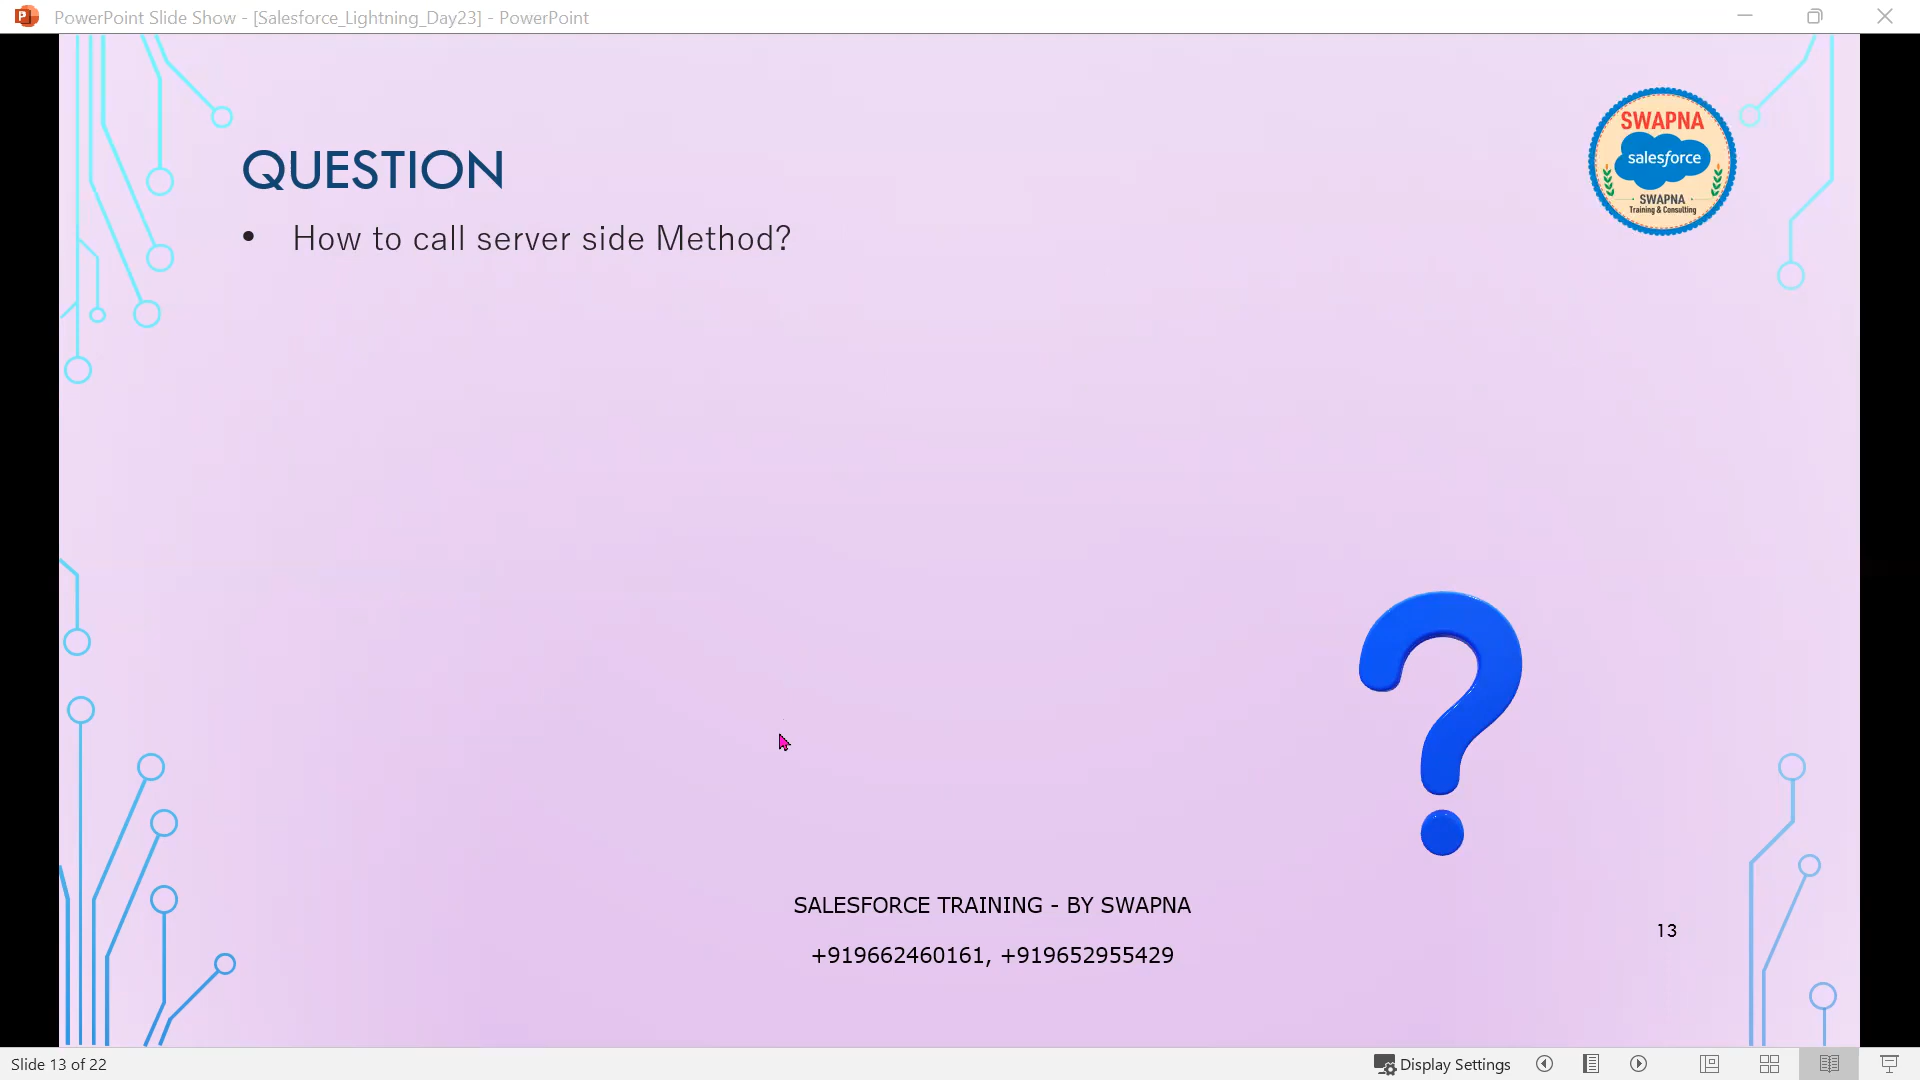 PowerPoint Slide Show - [Salesforce_Lightning_Day23] - PowerPoint
SWAPNA
salesforce
SWAPNA
Training & Consulting
QUESTION
• How to call server side Method?
SALESFORCE TRAINING - BY SWAPNA
+919662460161, +919652955429
13
Slide 13 of 22
Display Settings